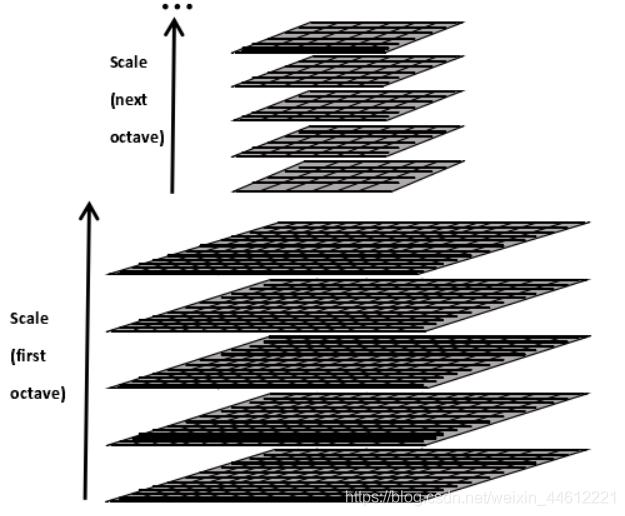 ...
Scale
(next
octave)
Scale
(first
octave)
https://blog.csdn.net/weixin_44612221